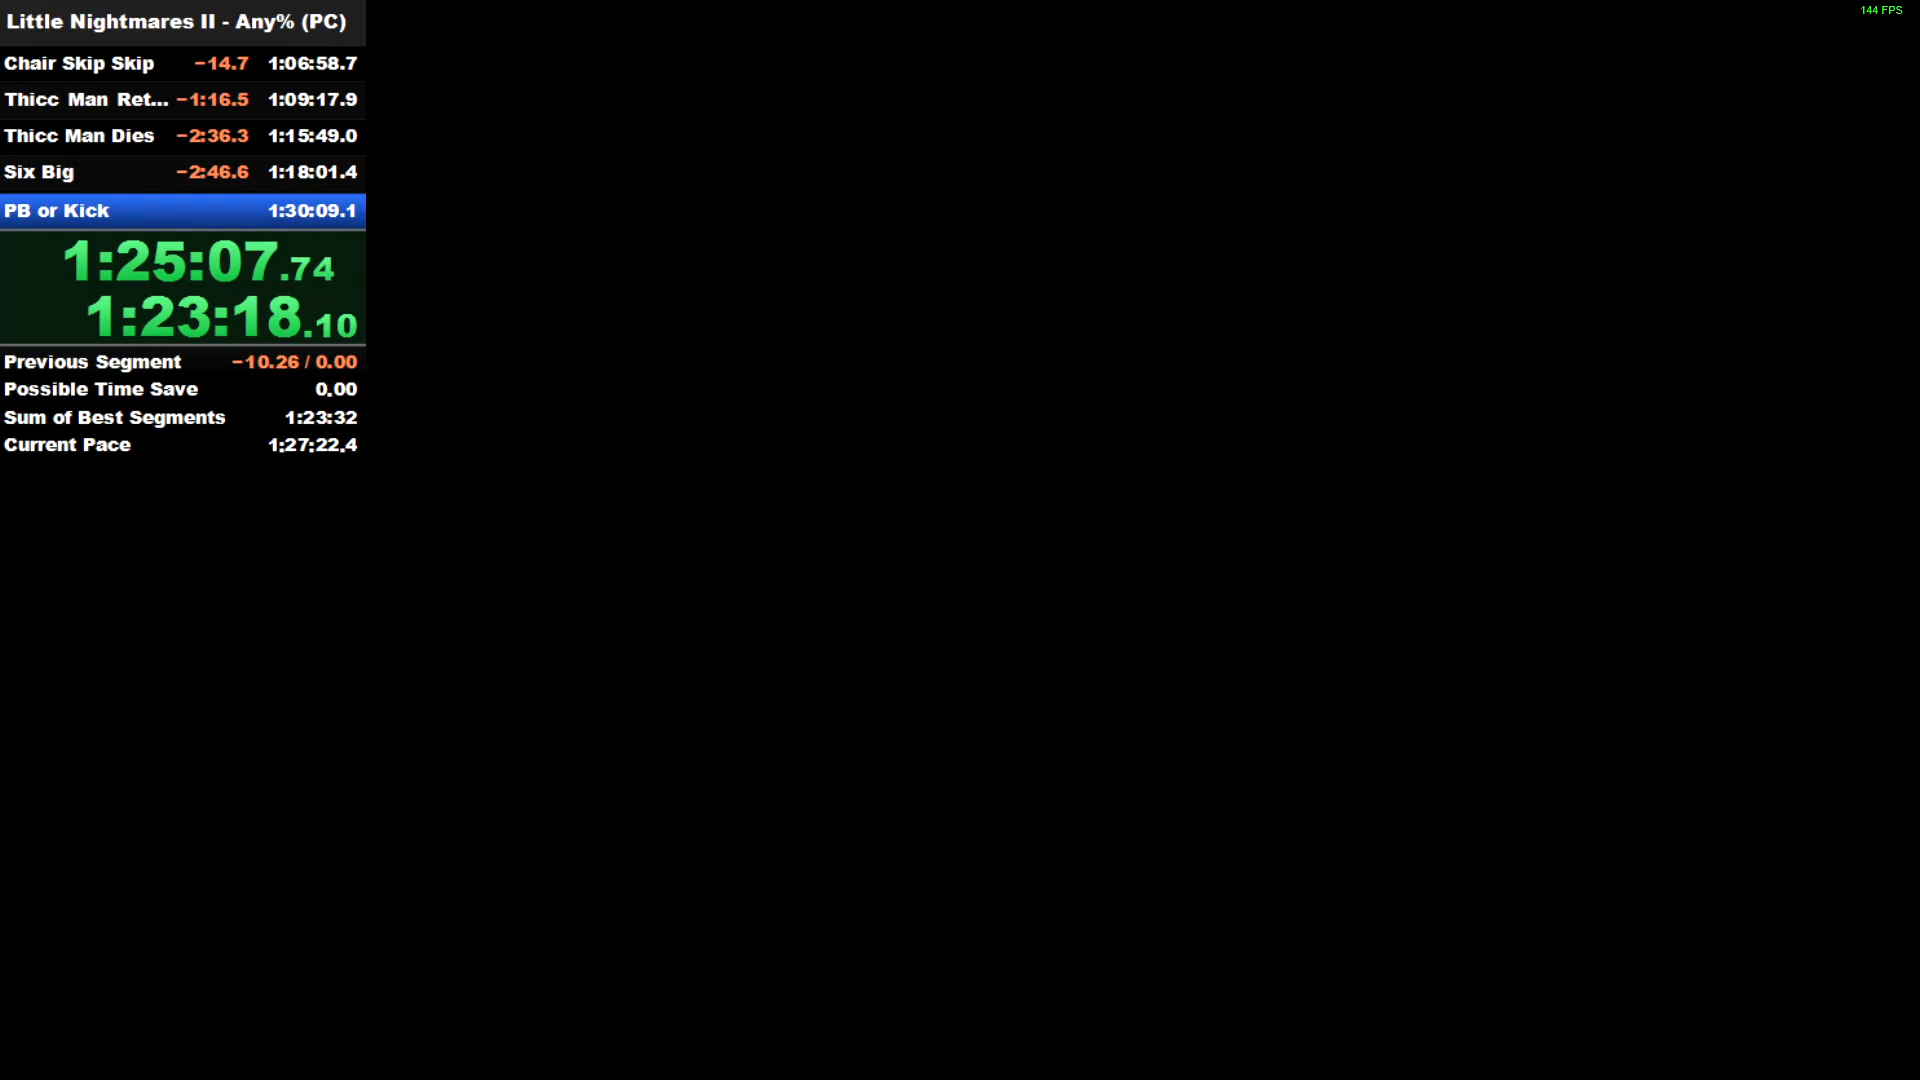 Little Nightmares II - Any% (PC)
144 FPS
Chair Skip Skip −14.7 1:06:58.7
Thicc Man Ret... −1:16.5 1:09:17.9
Thicc Man Dies −2:36.3 1:15:49.0
Six Big −2:46.6 1:18:01.4
PB or Kick 1:30:09.1
1:25:07.74
1:23:18.10
Previous Segment −10.26 / 0.00
Possible Time Save 0.00
Sum of Best Segments 1:23:32
Current Pace 1:27:22.4